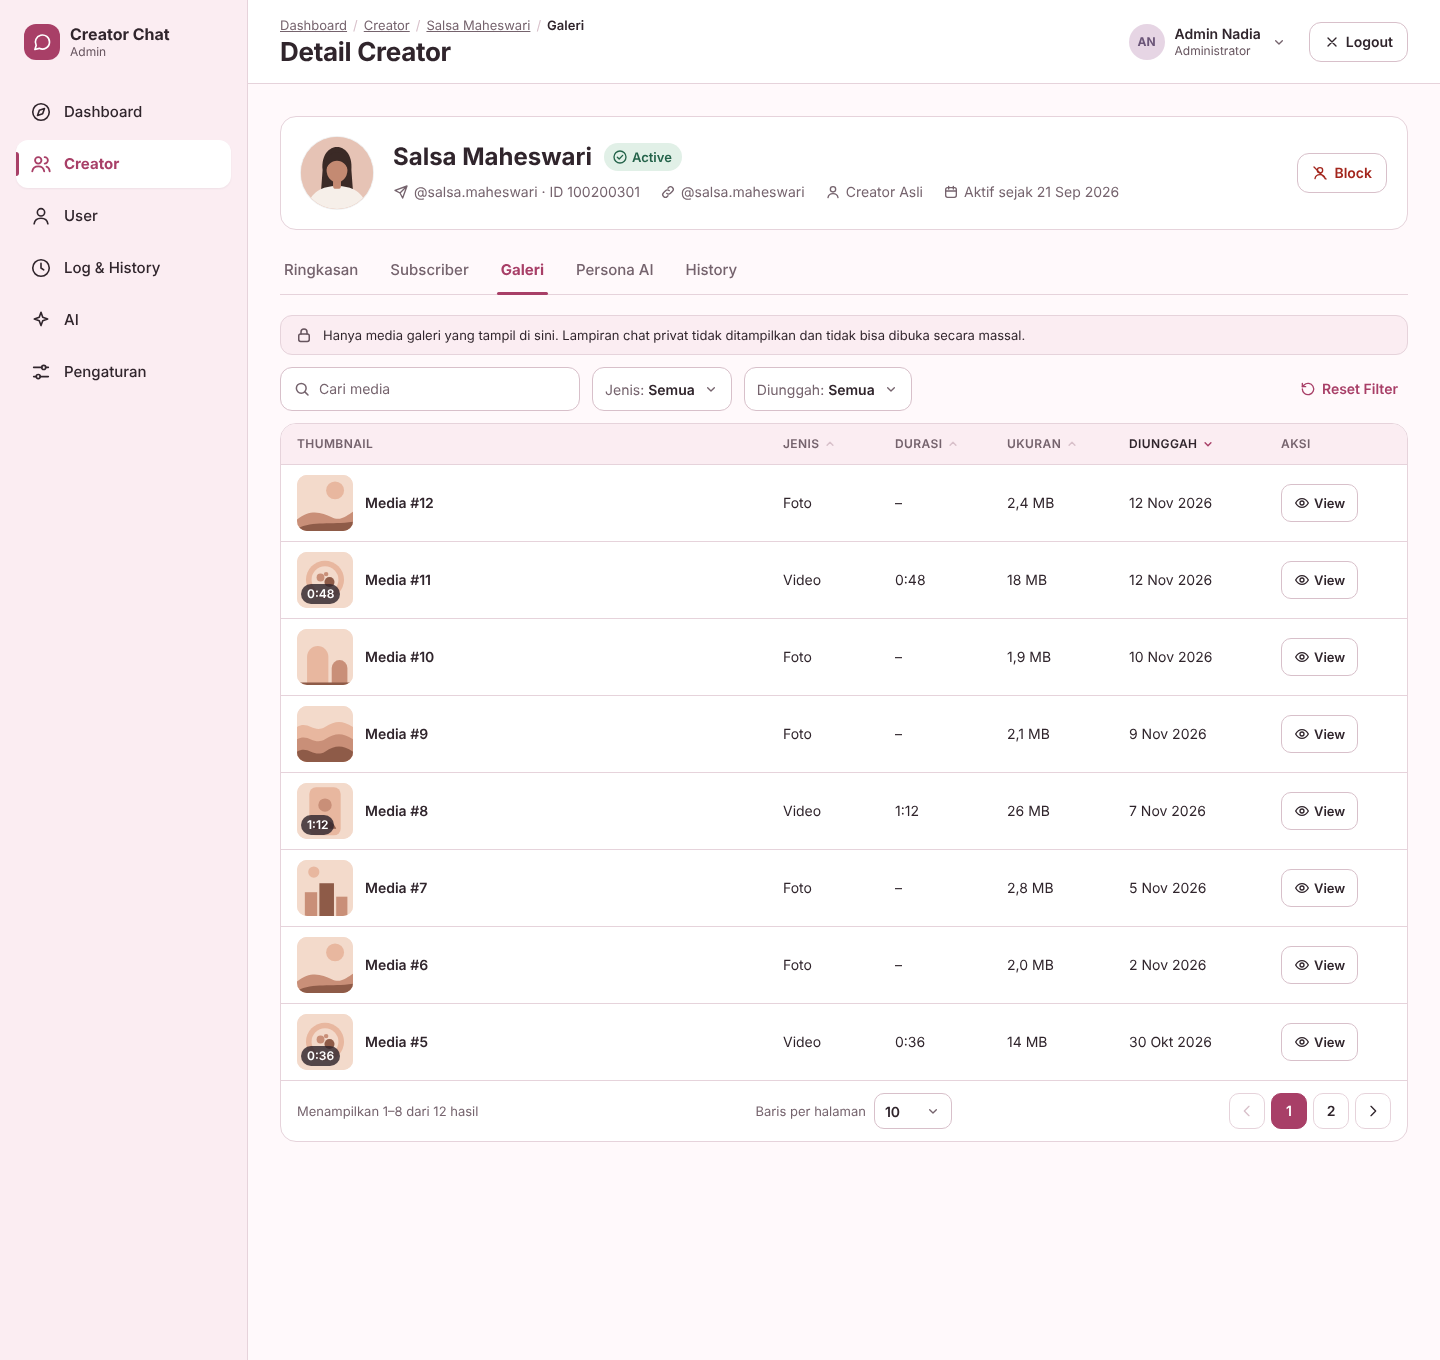 Creator Chat
Admin
Dashboard
Creator
User
Log & History
AI
Pengaturan
Dashboard / Creator / Salsa Maheswari / Galeri
Detail Creator
AN
Admin Nadia
Administrator
Logout
Salsa Maheswari
Active
@salsa.maheswari · ID 100200301
@salsa.maheswari
Creator Asli
Aktif sejak 21 Sep 2026
Block
Ringkasan
Subscriber
Galeri
Persona AI
History
Hanya media galeri yang tampil di sini. Lampiran chat privat tidak ditampilkan dan tidak bisa dibuka secara massal.
Cari media
Jenis: Semua
Diunggah: Semua
Reset Filter
THUMBNAIL JENIS DURASI UKURAN DIUNGGAH AKSI
Media #12 Foto – 2,4 MB 12 Nov 2026 View
0:48 Media #11 Video 0:48 18 MB 12 Nov 2026 View
Media #10 Foto – 1,9 MB 10 Nov 2026 View
Media #9 Foto – 2,1 MB 9 Nov 2026 View
1:12 Media #8 Video 1:12 26 MB 7 Nov 2026 View
Media #7 Foto – 2,8 MB 5 Nov 2026 View
Media #6 Foto – 2,0 MB 2 Nov 2026 View
0:36 Media #5 Video 0:36 14 MB 30 Okt 2026 View
Menampilkan 1–8 dari 12 hasil
Baris per halaman 10
1 2